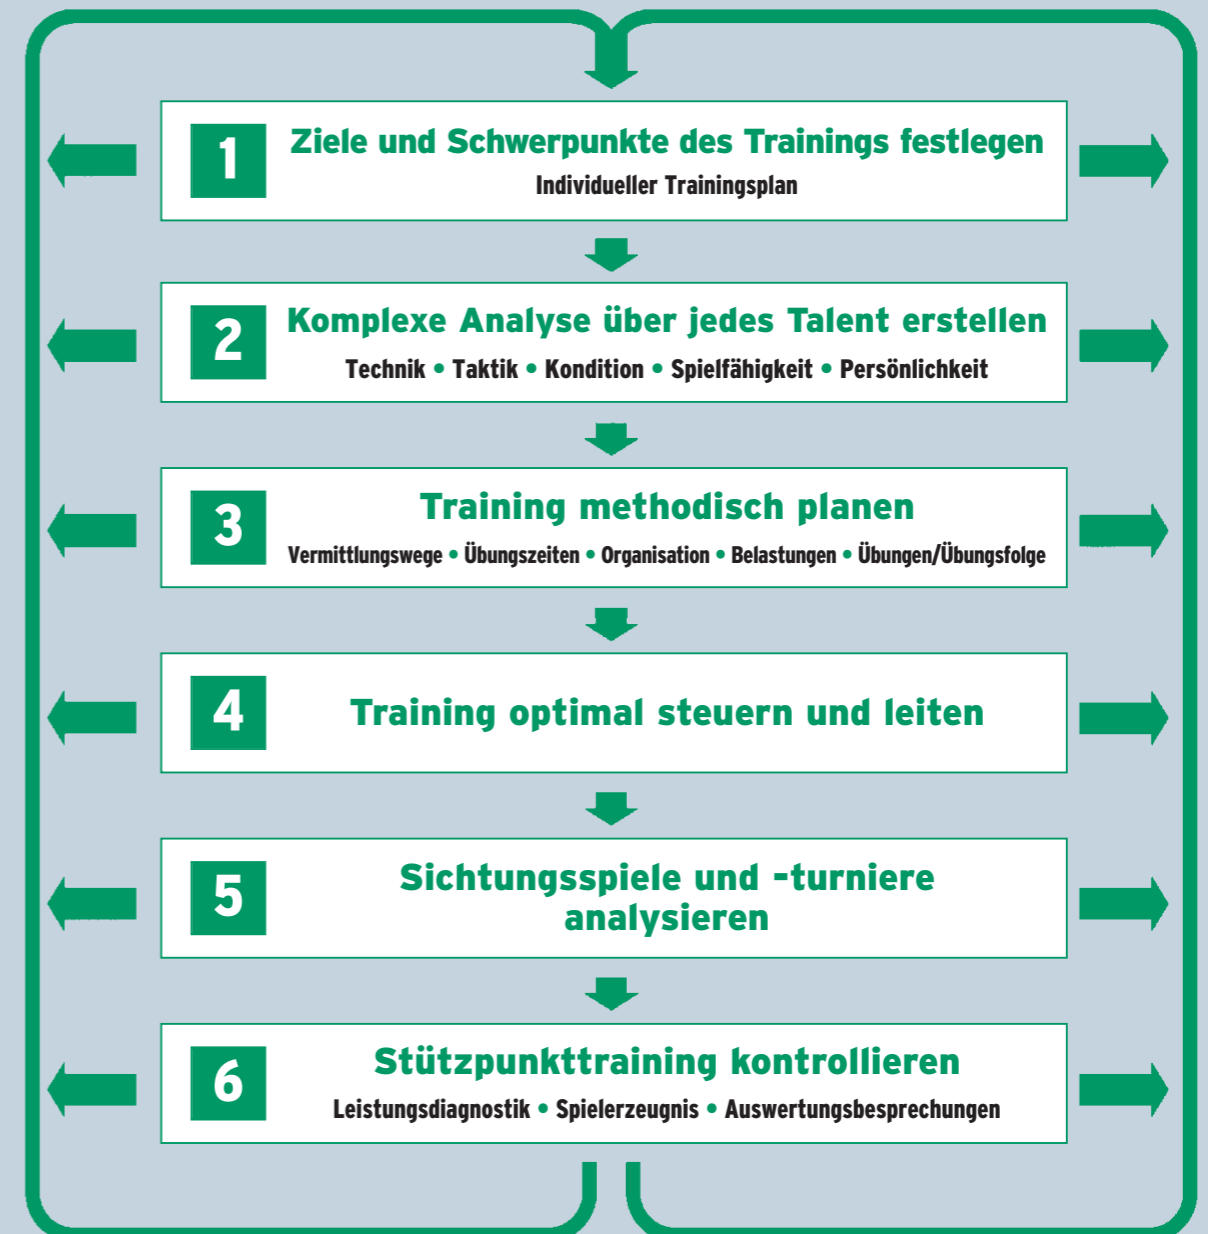 1
Ziele und Schwerpunkte des Trainings festlegen
Individueller Trainingsplan
2
Komplexe Analyse über jedes Talent erstellen
Technik • Taktik • Kondition • Spielfähigkeit • Persönlichkeit
3
Training methodisch planen
Vermittlungswege • Übungszeiten • Organisation • Belastungen • Übungen/Übungsfolge
4
Training optimal steuern und leiten
5
Sichtungsspiele und -turniere
analysieren
6
Stützpunkttraining kontrollieren
Leistungsdiagnostik • Spielerzeugnis • Auswertungsbesprechungen